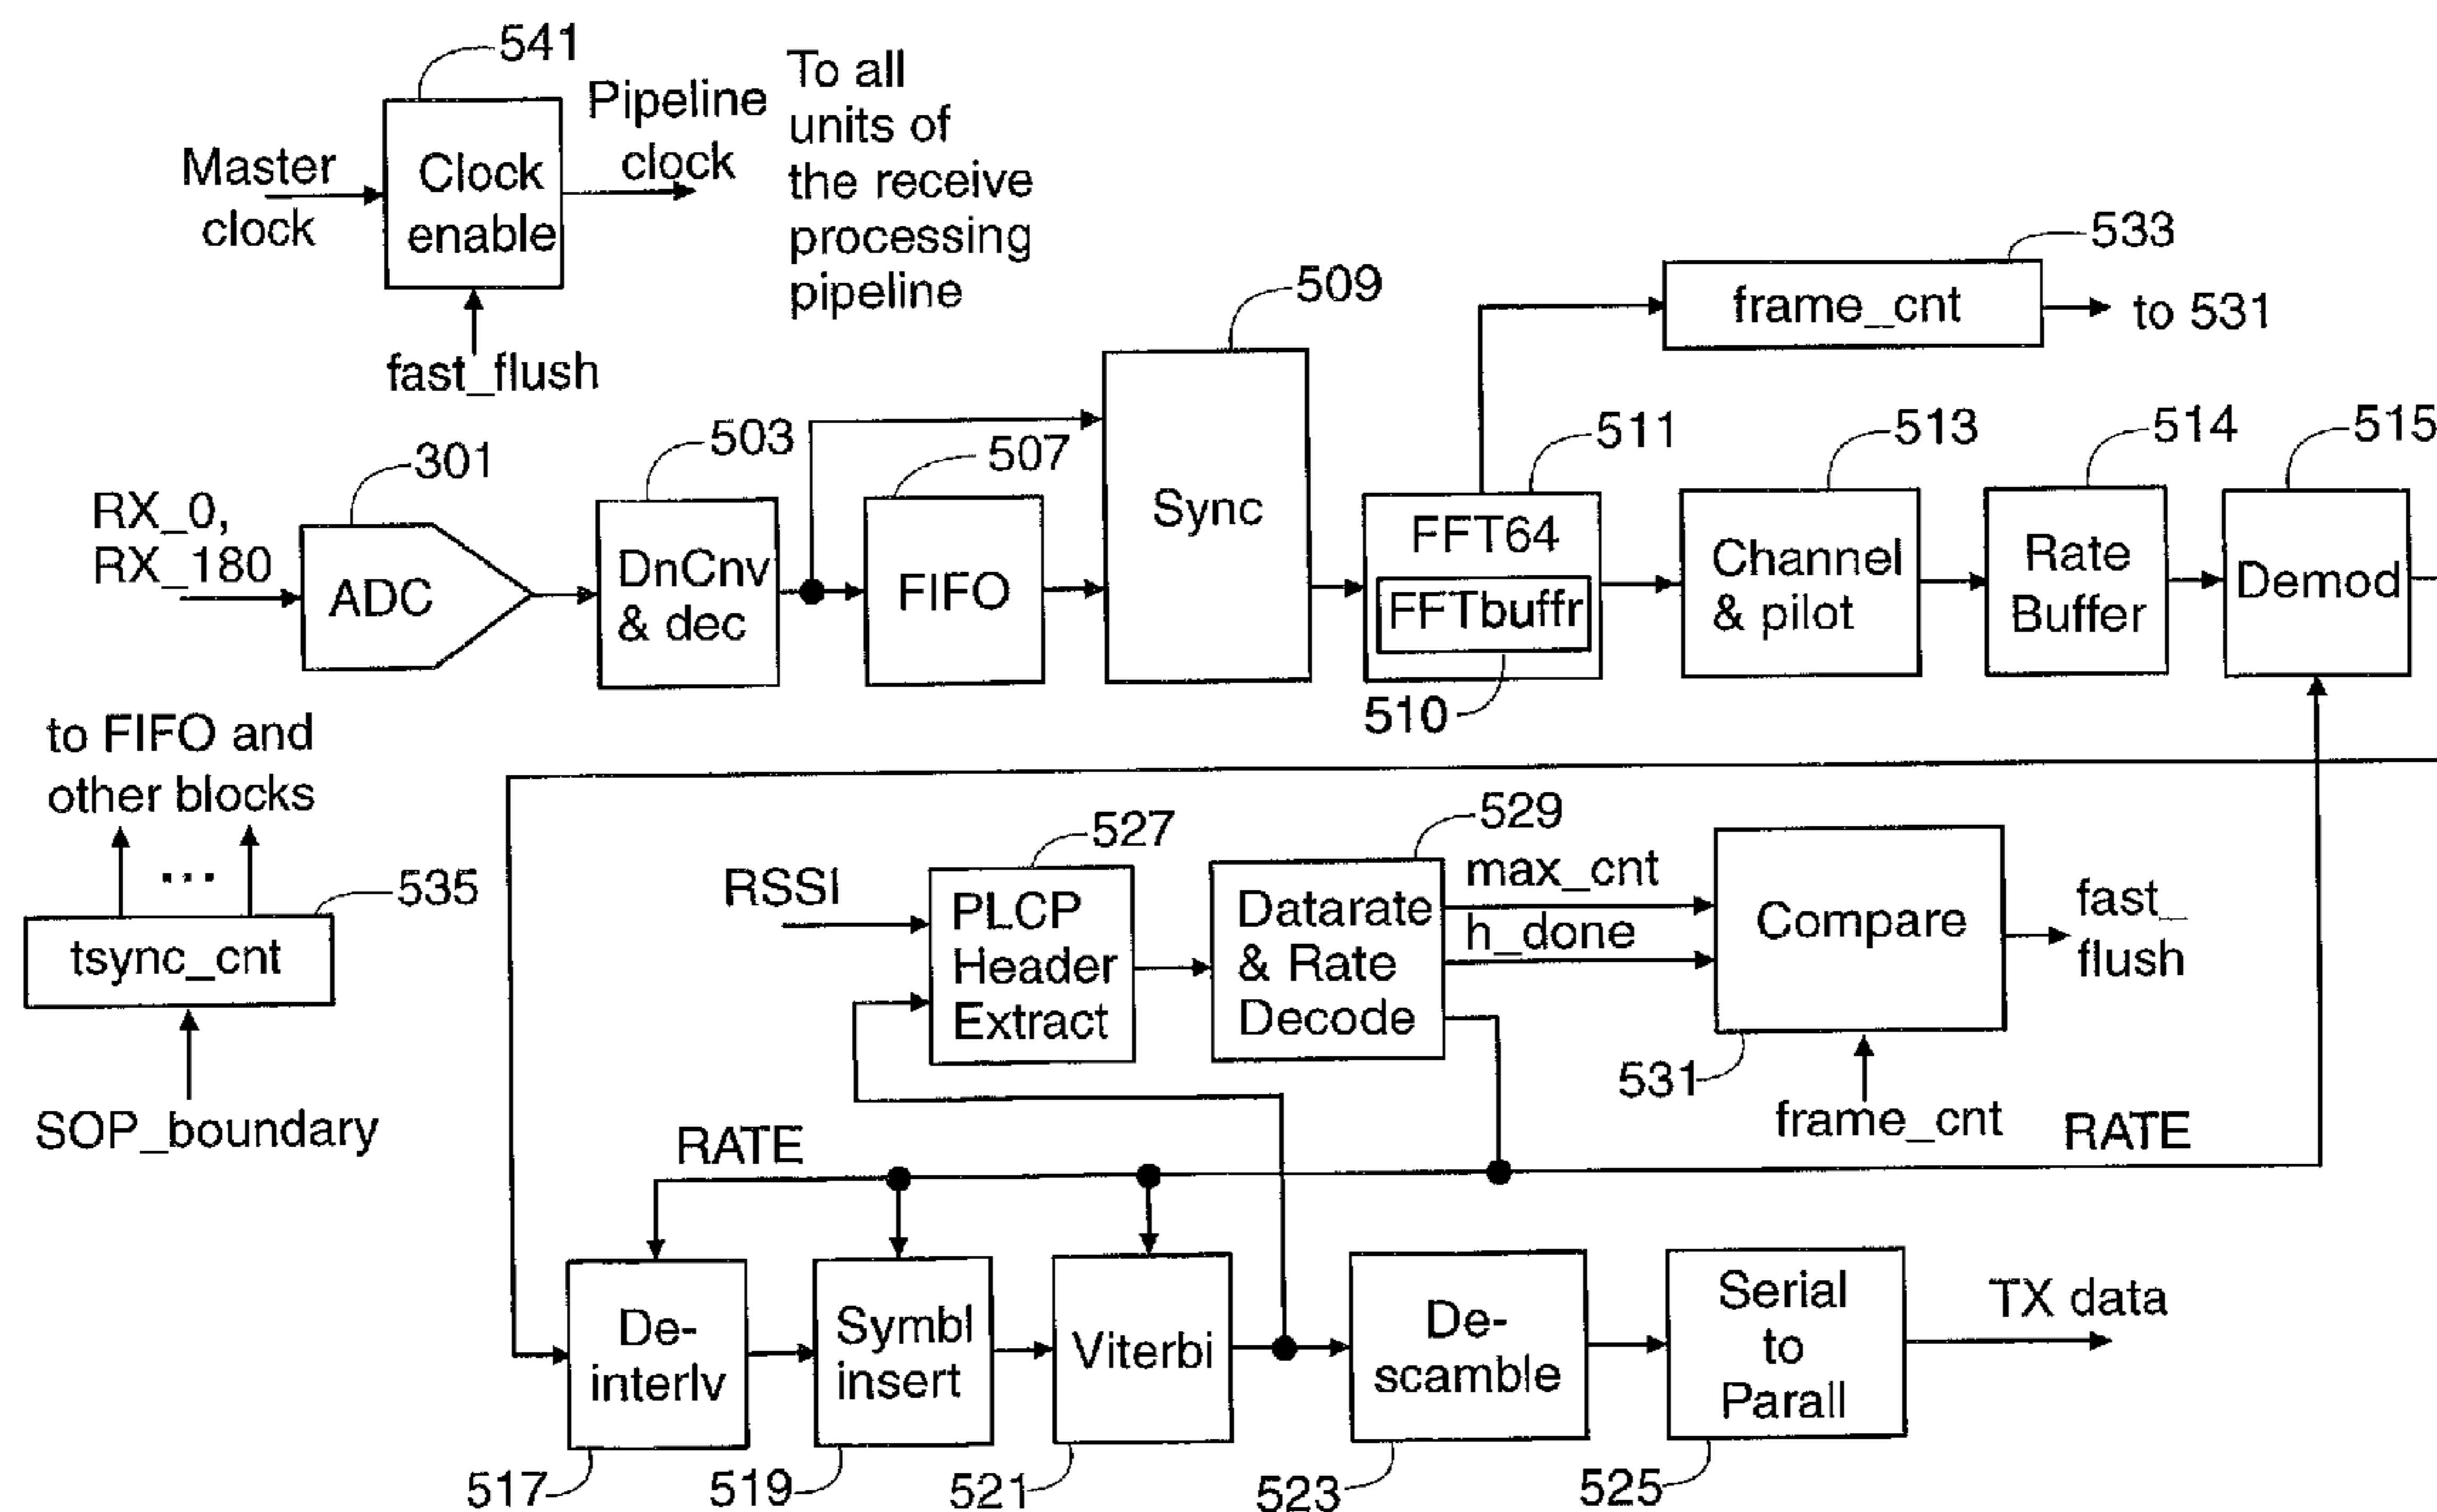 541
Master
clock
Clock
enable
Pipeline
clock
To all
units of
the receive
processing
pipeline
fast_flush
533
frame_cnt
to 531
RX_0,
RX_180
301
ADC
503
DnCnv
& dec
507
FIFO
509
Sync
511
FFT64
FFTbuffr
510
513
Channel
& pilot
514
Rate
Buffer
515
Demod
to FIFO and
other blocks
...
535
tsync_cnt
SOP_boundary
RSSI
527
PLCP
Header
Extract
529
Datarate
& Rate
Decode
max_cnt
h_done
Compare
531
frame_cnt
fast_
flush
RATE
RATE
De-
interlv
517
Symbl
insert
519
Viterbi
521
De-
scamble
523
Serial
to
Parall
525
TX data